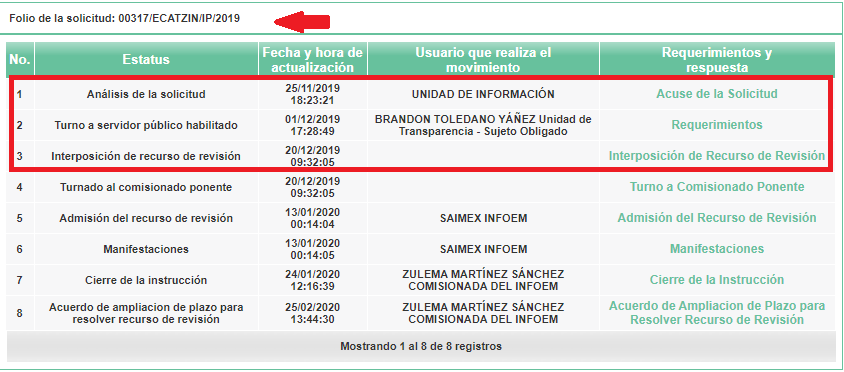 Folio de la solicitud: 00317/ECATZIN/IP/2019
No. Estatus Fecha y hora de actualización Usuario que realiza el movimiento Requerimientos y respuesta
1 Análisis de la solicitud 25/11/2019 18:23:21 UNIDAD DE INFORMACIÓN Acuse de la Solicitud
2 Turno a servidor público habilitado 01/12/2019 17:28:49 BRANDON TOLEDANO YÁÑEZ Unidad de Transparencia - Sujeto Obligado Requerimientos
3 Interposición de recurso de revisión 20/12/2019 09:32:05 Interposición de Recurso de Revisión
4 Turnado al comisionado ponente 20/12/2019 09:32:05 Turno a Comisionado Ponente
5 Admisión del recurso de revisión 13/01/2020 00:14:04 SAIMEX INFOEM Admisión del Recurso de Revisión
6 Manifestaciones 13/01/2020 00:14:05 SAIMEX INFOEM Manifestaciones
7 Cierre de la instrucción 24/01/2020 12:16:39 ZULEMA MARTÍNEZ SÁNCHEZ COMISIONADA DEL INFOEM Cierre de la Instrucción
8 Acuerdo de ampliacion de plazo para resolver recurso de revisión 25/02/2020 13:44:30 ZULEMA MARTÍNEZ SÁNCHEZ COMISIONADA DEL INFOEM Acuerdo de Ampliacion de Plazo para Resolver Recurso de Revisión
Mostrando 1 al 8 de 8 registros